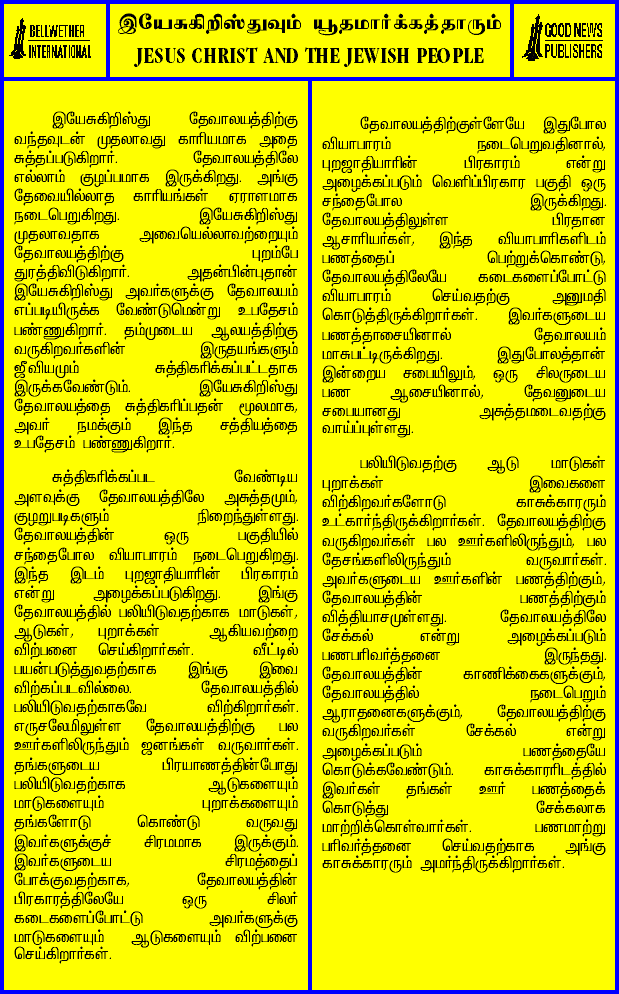 BELLWETHER
INTERNATIONAL
இயேசுகிறிஸ்துவும் யூதமார்க்கத்தாரும்
JESUS CHRIST AND THE JEWISH PEOPLE
GOOD NEWS
PUBLISHERS
இயேசுகிறிஸ்து தேவாலயத்திற்கு
வந்தவுடன் முதலாவது காரியமாக அதை
சுத்தப்படுகிறார். தேவாலயத்திலே
எல்லாம் குழப்பமாக இருக்கிறது. அங்கு
தேவையில்லாத காரியங்கள் ஏராளமாக
நடைபெறுகிறது. இயேசுகிறிஸ்து
முதலாவதாக அவையெல்லாவற்றையும்
தேவாலயத்திற்கு புறம்பே
துரத்திவிடுகிறார். அதன்பின்புதான்
இயேசுகிறிஸ்து அவர்களுக்கு தேவாலயம்
எப்படியிருக்க வேண்டுமென்று உபதேசம்
பண்ணுகிறார். தம்முடைய ஆலயத்திற்கு
வருகிறவர்களின் இருதயங்களும்
ஜீவியமும் சுத்திகரிக்கப்பட்டதாக
இருக்கவேண்டும். இயேசுகிறிஸ்து
தேவாலயத்தை சுத்திகரிப்பதன் மூலமாக,
அவர் நமக்கும் இந்த சத்தியத்தை
உபதேசம் பண்ணுகிறார்.
சுத்திகரிக்கப்பட வேண்டிய
அளவுக்கு தேவாலயத்திலே அசுத்தமும்,
குழறுபடிகளும் நிறைந்துள்ளது.
தேவாலயத்தின் ஒரு பகுதியில்
சந்தைபோல வியாபாரம் நடைபெறுகிறது.
இந்த இடம் புறஜாதியாரின் பிரகாரம்
என்று அழைக்கப்படுகிறது. இங்கு
தேவாலயத்தில் பலியிடுவதற்காக மாடுகள்,
ஆடுகள், புறாக்கள் ஆகியவற்றை
விற்பனை செய்கிறார்கள். வீட்டில்
பயன்படுத்துவதற்காக இங்கு இவை
விற்கப்படவில்லை. தேவாலயத்தில்
பலியிடுவதற்காகவே விற்கிறார்கள்.
எருசலேமிலுள்ள தேவாலயத்திற்கு பல
ஊர்களிலிருந்தும் ஜனங்கள் வருவார்கள்.
தங்களுடைய பிரயாணத்தின்போது
பலியிடுவதற்காக ஆடுகளையும்
மாடுகளையும் புறாக்களையும்
தங்களோடு கொண்டு வருவது
இவர்களுக்குச் சிரமமாக இருக்கும்.
இவர்களுடைய சிரமத்தைப்
போக்குவதற்காக, தேவாலயத்தின்
பிரகாரத்திலேயே ஒரு சிலர்
கடைகளைப்போட்டு அவர்களுக்கு
மாடுகளையும் ஆடுகளையும் விற்பனை
செய்கிறார்கள்.
தேவாலயத்திற்குள்ளேயே இதுபோல
வியாபாரம் நடைபெறுவதினால்,
புறஜாதியாரின் பிரகாரம் என்று
அழைக்கப்படும் வெளிப்பிரகார பகுதி ஒரு
சந்தைபோல இருக்கிறது.
தேவாலயத்திலுள்ள பிரதான
ஆசாரியர்கள், இந்த வியாபாரிகளிடம்
பணத்தைப் பெற்றுக்கொண்டு,
தேவாலயத்திலேயே கடைகளைப்போட்டு
வியாபாரம் செய்வதற்கு அனுமதி
கொடுத்திருக்கிறார்கள். இவர்களுடைய
பணத்தாசையினால் தேவாலயம்
மாசுபட்டிருக்கிறது. இதுபோலத்தான்
இன்றைய சபையிலும், ஒரு சிலருடைய
பண ஆசையினால், தேவனுடைய
சபையானது அசுத்தமடைவதற்கு
வாய்ப்புள்ளது.
பலியிடுவதற்கு ஆடு மாடுகள்
புறாக்கள் இவைகளை
விற்கிறவர்களோடு காசுக்காரரும்
உட்கார்ந்திருக்கிறார்கள். தேவாலயத்திற்கு
வருகிறவர்கள் பல ஊர்களிலிருந்தும், பல
தேசங்களிலிருந்தும் வருவார்கள்.
அவர்களுடைய ஊர்களின் பணத்திற்கும்,
தேவாலயத்தின் பணத்திற்கும்
வித்தியாசமுள்ளது. தேவாலயத்திலே
சேக்கல் என்று அழைக்கப்படும்
பணபரிவர்த்தனை இருந்தது.
தேவாலயத்தின் காணிக்கைகளுக்கும்,
தேவாலயத்தில் நடைபெறும்
ஆராதனைகளுக்கும், தேவாலயத்திற்கு
வருகிறவர்கள் சேக்கல் என்று
அழைக்கப்படும் பணத்தையே
கொடுக்கவேண்டும். காசுக்காரரிடத்தில்
இவர்கள் தங்கள் ஊர் பணத்தைக்
கொடுத்து சேக்கலாக
மாற்றிக்கொள்வார்கள். பணமாற்று
பரிவர்த்தனை செய்வதற்காக அங்கு
காசுக்காரரும் அமர்ந்திருக்கிறார்கள்.